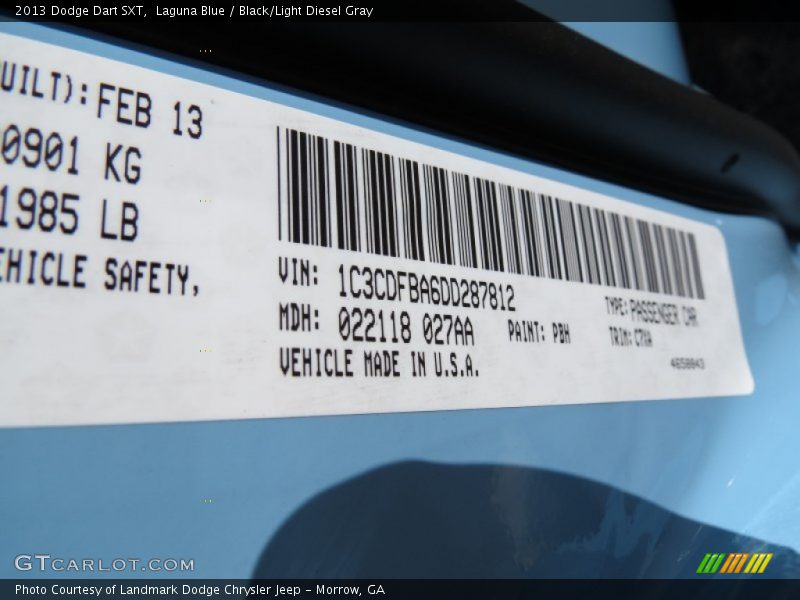 2013 Dodge Dart SXT, Laguna Blue / Black/Light Diesel Gray
UILT): FEB 13
0901 KG
1985 LB
EHICLE SAFETY,
VIN: 1C3CDFBA6DD287812
MDH: 022118 027AA
PAINT: PBH
TYPE: PASSENGER CAR
TRIM: C7HA
VEHICLE MADE IN U.S.A.
4658843
GTCARLOT.COM
Photo Courtesy of Landmark Dodge Chrysler Jeep - Morrow, GA